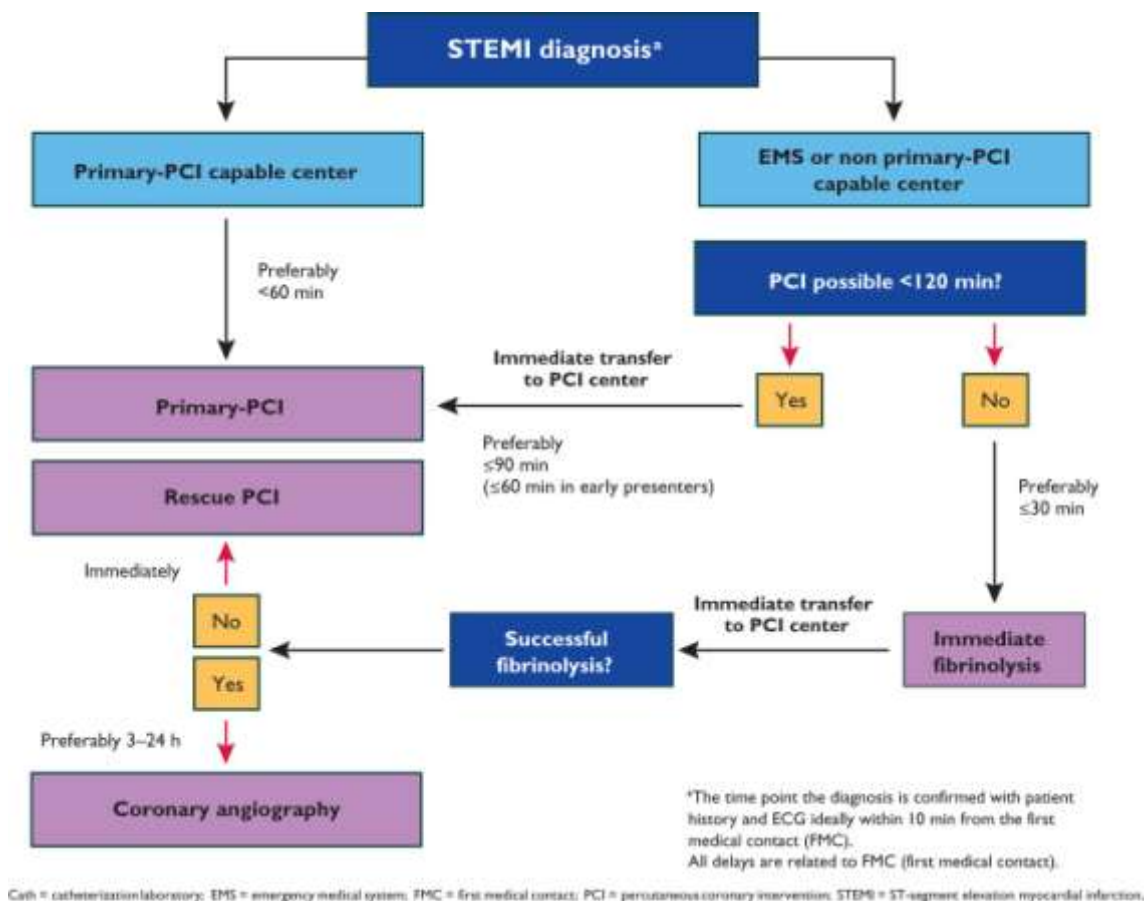 STEMI diagnosisª
Primary-PCI capable center
EMS or non primary-PCI
capable center
Preferably
<60 min
PCI possible <120 min?
Immediate transfer
to PCI center
Yes
No
Primary-PCI
Preferably
≤90 min
(≤60 min in early presenters)
Preferably
≤30 min
Rescue PCI
Immediately
No
Yes
Successful
fibrinolysis?
Immediate transfer
to PCI center
Immediate
fibrinolysis
Preferably 3–24 h
Coronary angiography
ªThe time point the diagnosis is confirmed with patient
history and ECG ideally within 10 min from the first
medical contact (FMC).
All delays are related to FMC (first medical contact).
Cath = catheterization laboratory; EMS = emergency medical system; FMC = first medical contact; PCI = percutaneous coronary intervention; STEMI = ST-segment elevation myocardial infarction.